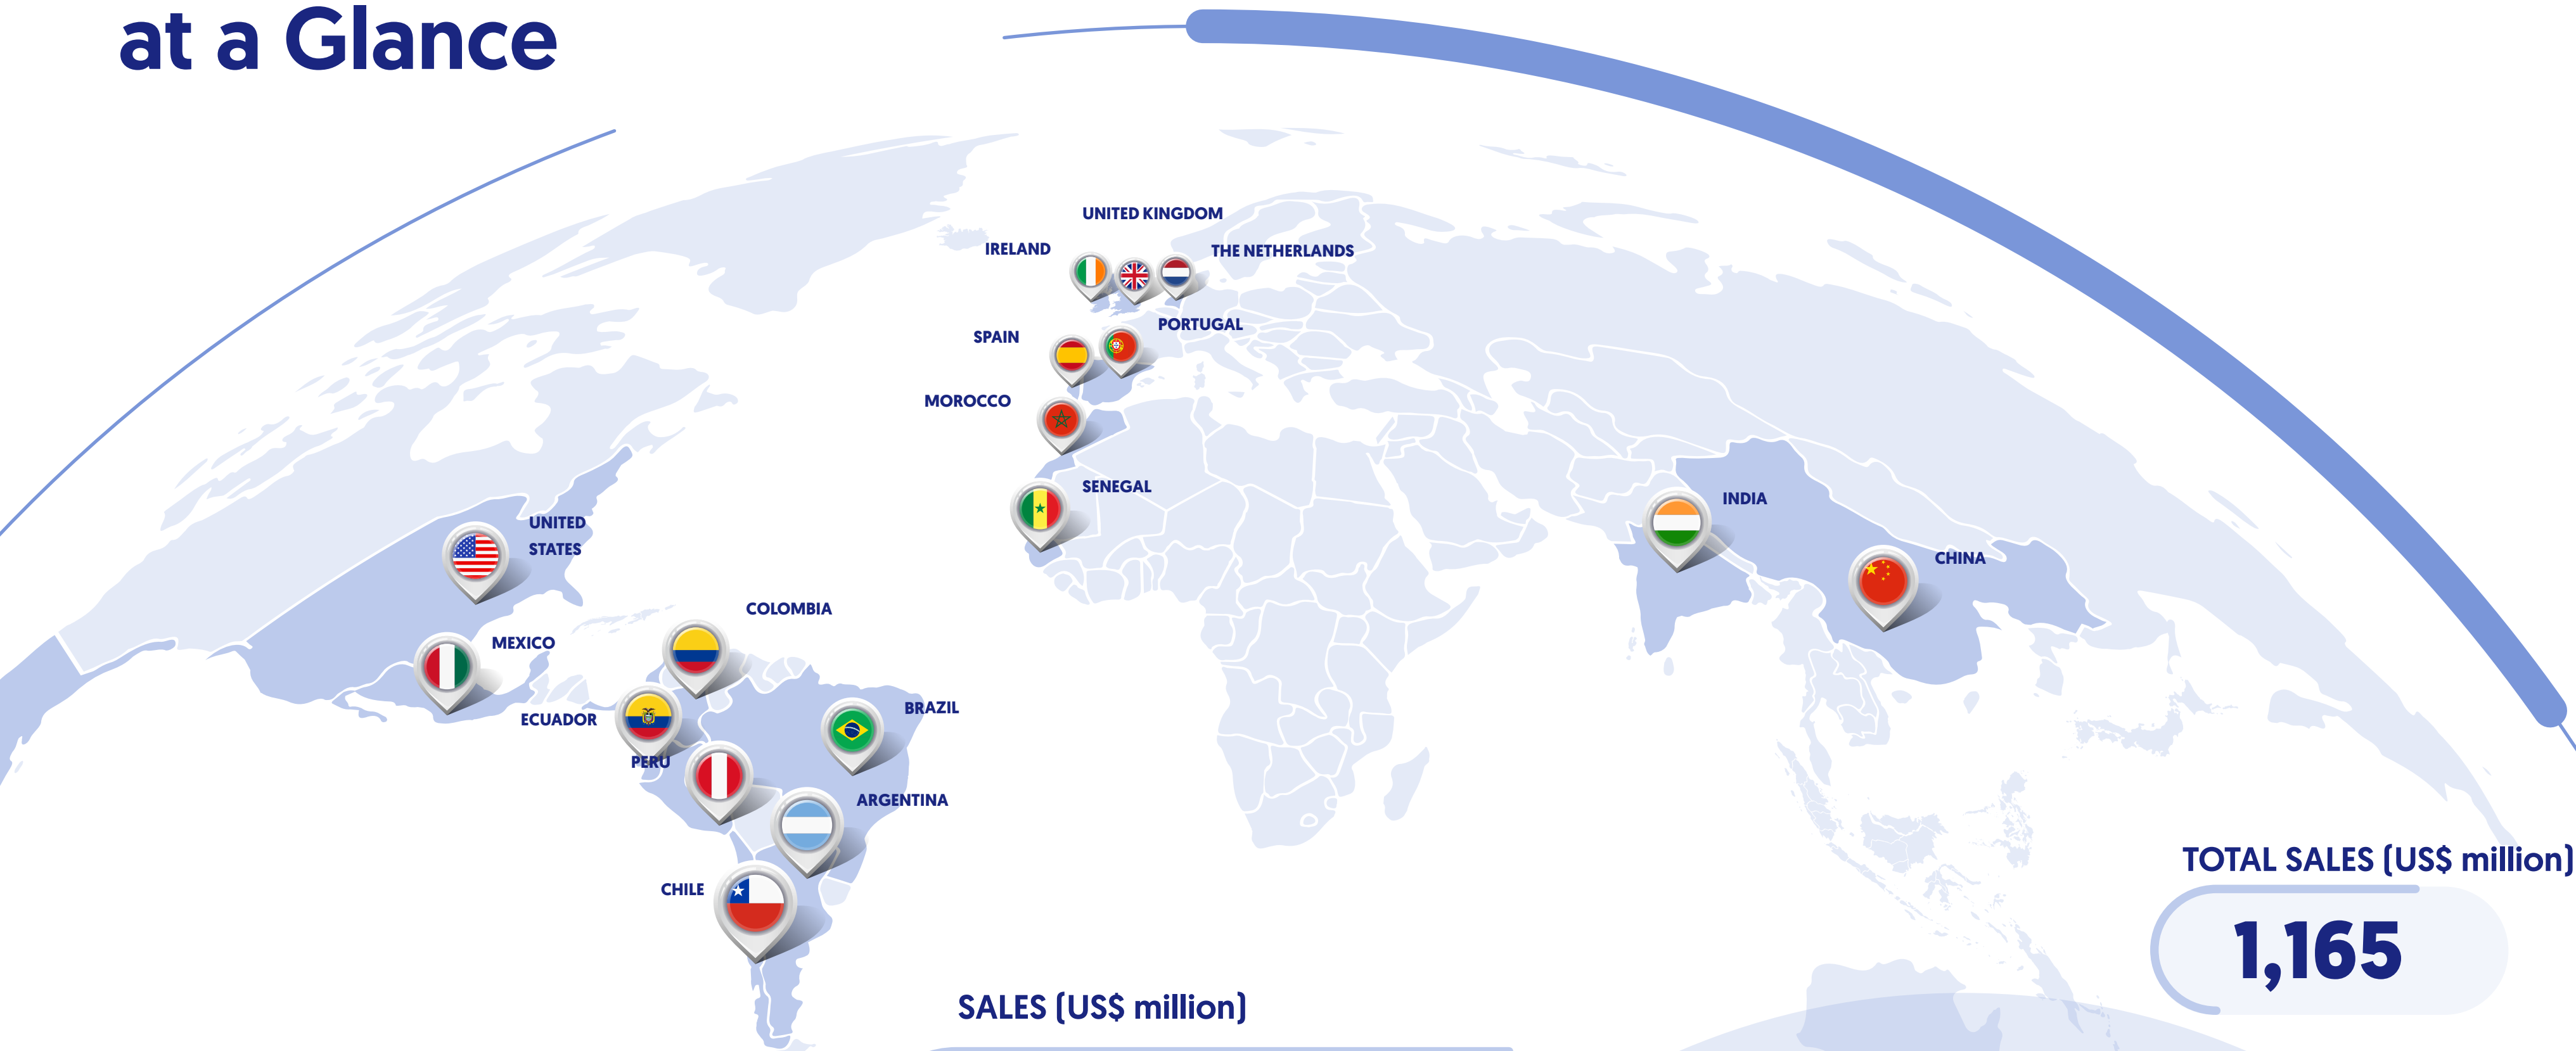 at a Glance
UNITED KINGDOM
IRELAND
THE NETHERLANDS
PORTUGAL
SPAIN
MOROCCO
SENEGAL
INDIA
UNITED
STATES
CHINA
COLOMBIA
MEXICO
BRAZIL
ECUADOR
PERU
ARGENTINA
CHILE
TOTAL SALES (US$ million)
1,165
SALES (US$ million)